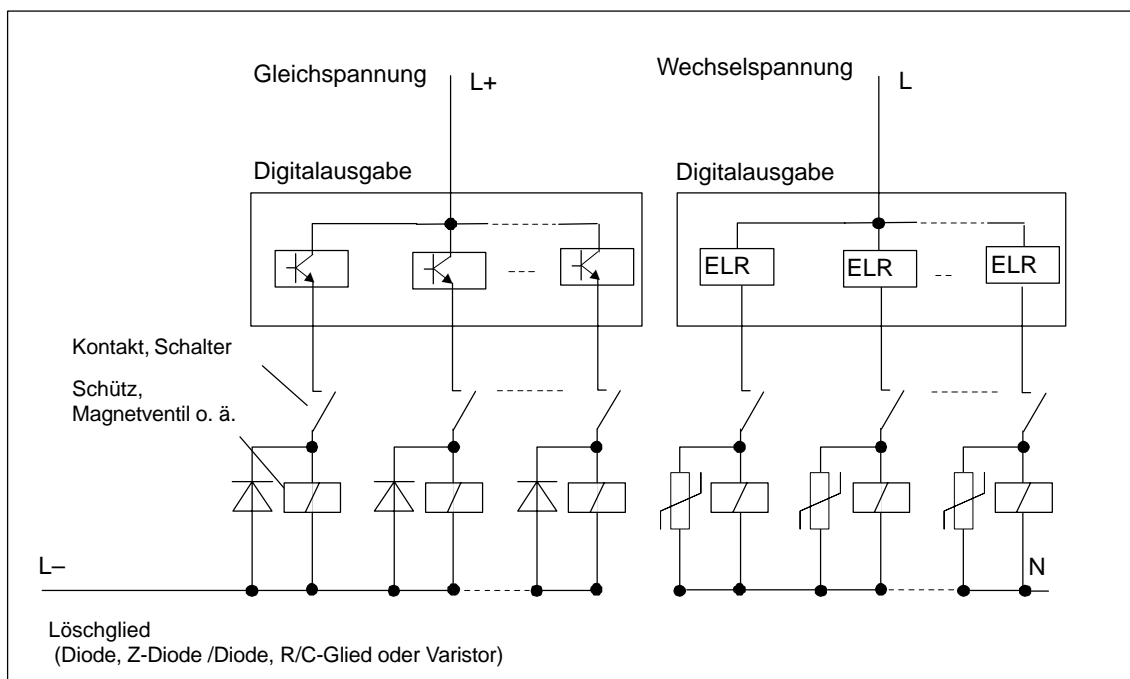 Gleichspannung
L+
Wechselspannung
L
Digitalausgabe
Digitalausgabe
ELR
ELR
ELR
Kontakt, Schalter
Schütz,
Magnetventil o. ä.
L–
N
Löschglied
(Diode, Z-Diode /Diode, R/C-Glied oder Varistor)